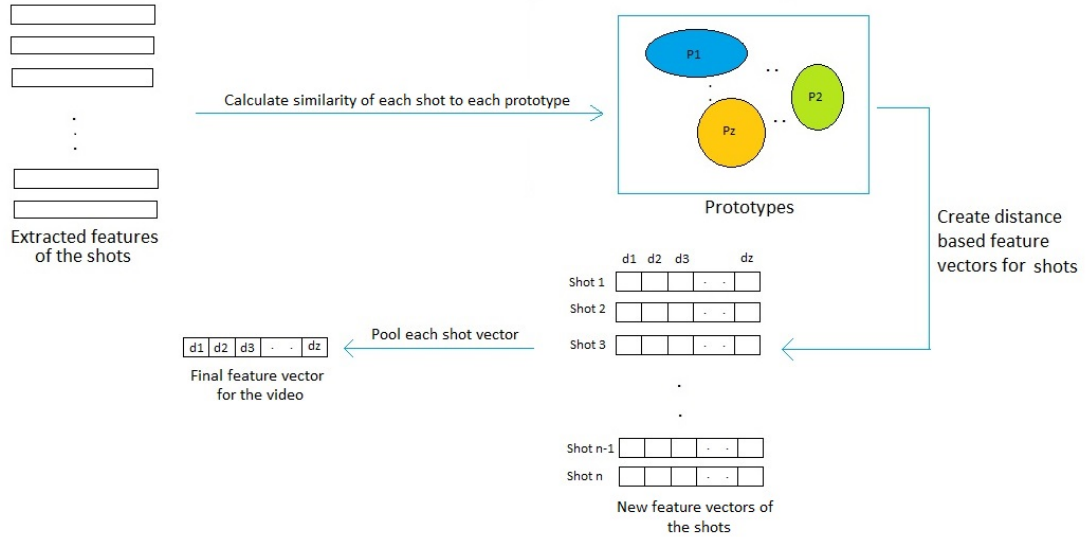 Calculate similarity of each shot to each prototype
P1
P2
Pz
Prototypes
Extracted features
of the shots
Create distance
based feature
vectors for shots
d1 d2 d3 . . dz
Shot 1
Shot 2
Shot 3
Shot n-1
Shot n
New feature vectors of
the shots
Pool each shot vector
d1 d2 d3 . . dz
Final feature vector
for the video